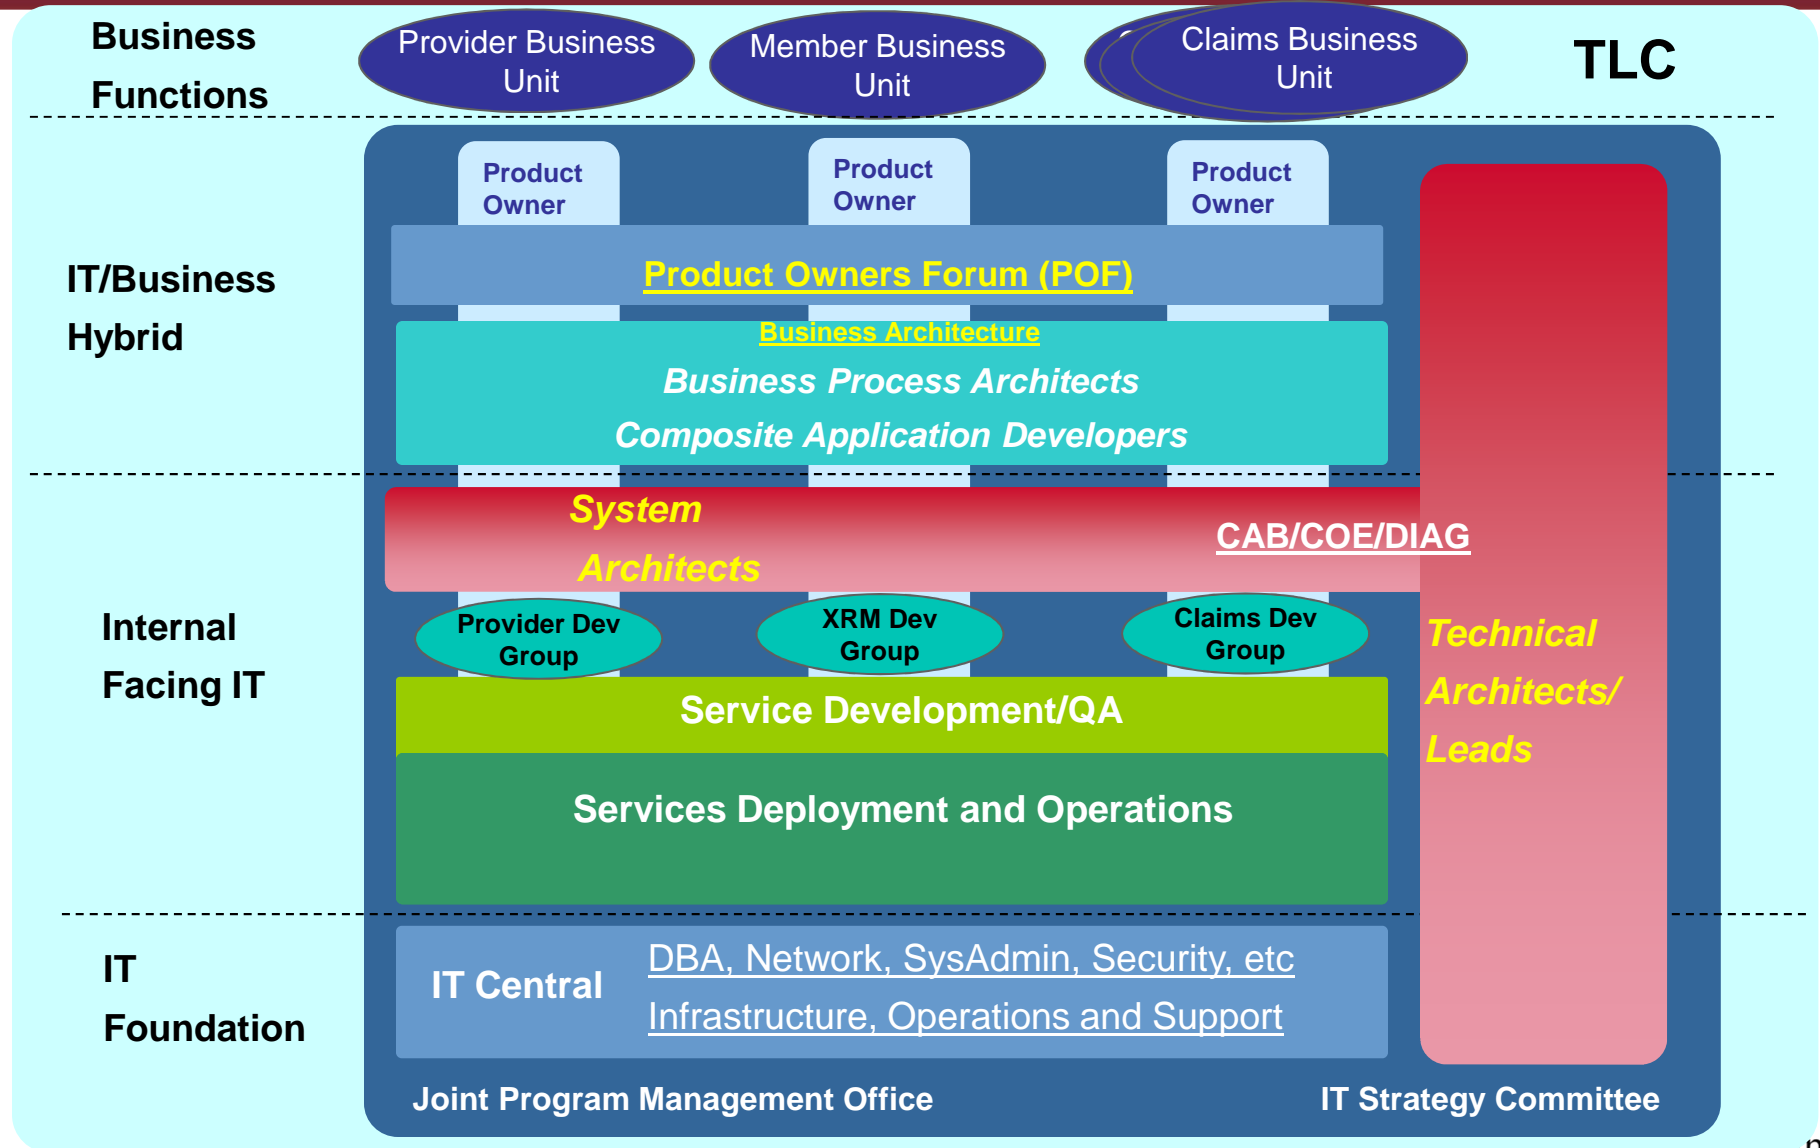 Business
Functions
Provider Business
Unit
Member Business
Unit
Claims Business
Unit
TLC
Product
Owner
Product
Owner
Product
Owner
IT/Business
Hybrid
Product Owners Forum (POF)
Business Architecture
Business Process Architects
Composite Application Developers
System
Architects
CAB/COE/DIAG
Internal
Facing IT
Provider Dev
Group
XRM Dev
Group
Claims Dev
Group
Technical
Architects/
Leads
Service Development/QA
Services Deployment and Operations
IT
Foundation
IT Central
DBA, Network, SysAdmin, Security, etc
Infrastructure, Operations and Support
Joint Program Management Office
IT Strategy Committee